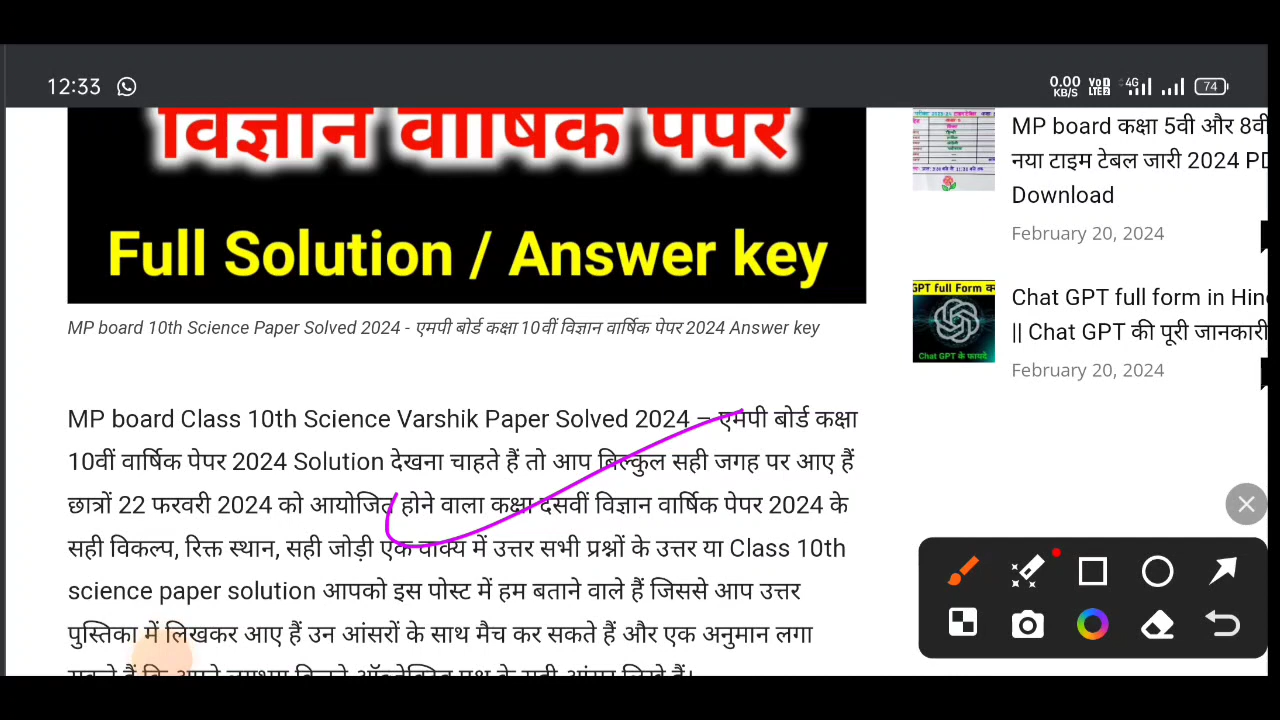 12:33
0.00 KB/S VoD LTE2 4G 74
विज्ञान वार्षिक पेपर
Full Solution / Answer key
MP board 10th Science Paper Solved 2024 - एमपी बोर्ड कक्षा 10वीं विज्ञान वार्षिक पेपर 2024 Answer key
MP board Class 10th Science Varshik Paper Solved 2024 – एमपी बोर्ड कक्षा
10वीं वार्षिक पेपर 2024 Solution देखना चाहते हैं तो आप बिल्कुल सही जगह पर आए हैं
छात्रों 22 फरवरी 2024 को आयोजित होने वाला कक्षा दसवीं विज्ञान वार्षिक पेपर 2024 के
सही विकल्प, रिक्त स्थान, सही जोड़ी एक वाक्य में उत्तर सभी प्रश्नों के उत्तर या Class 10th
science paper solution आपको इस पोस्ट में हम बताने वाले हैं जिससे आप उत्तर
पुस्तिका में लिखकर आए हैं उन आंसरों के साथ मैच कर सकते हैं और एक अनुमान लगा
MP board कक्षा 5वी और 8वी
नया टाइम टेबल जारी 2024 PD
Download
February 20, 2024
GPT full Form क्
Chat GPT के फायदे
Chat GPT full form in Hin
|| Chat GPT की पूरी जानकारी
February 20, 2024